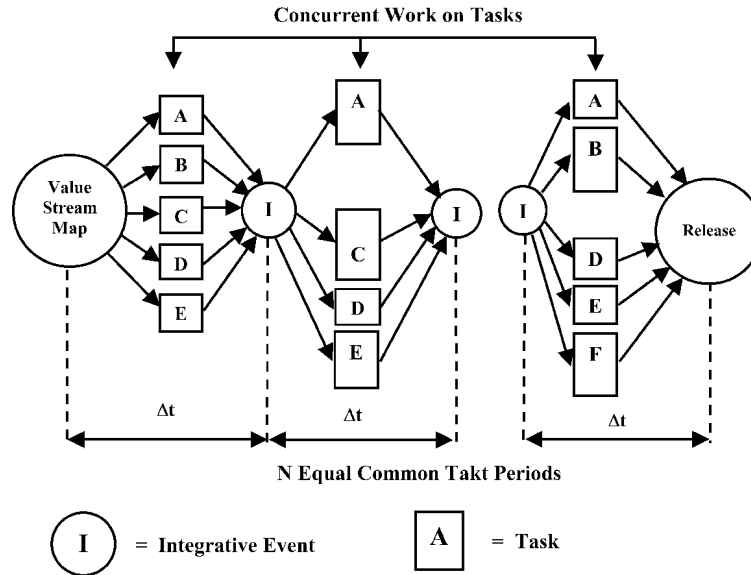 Concurrent Work on Tasks
A
B
C
D
E
Value
Stream
Map
I
A
C
D
E
I
I
A
B
D
E
F
Release
Δt
Δt
Δt
N Equal Common Takt Periods
I = Integrative Event
A = Task